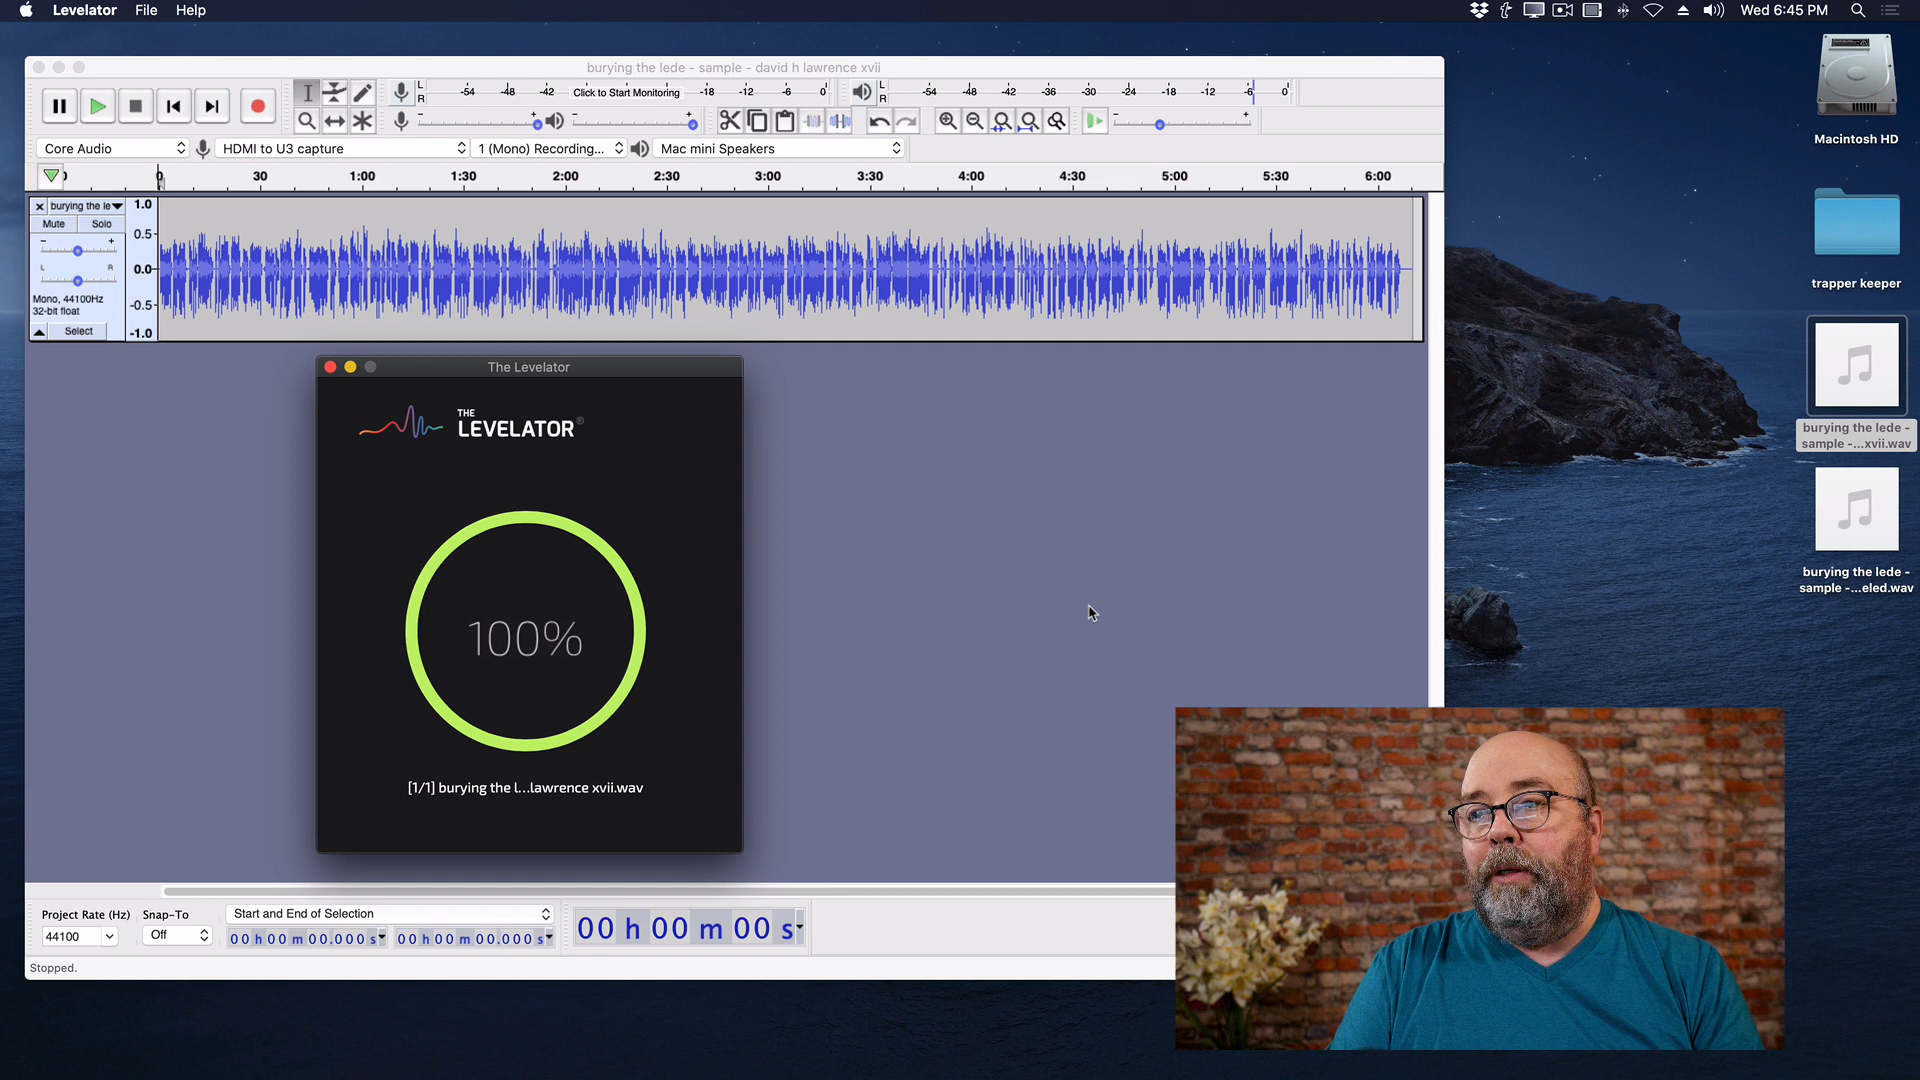 Levelator File Help
Wed 6:45 PM
burying the lede - sample - david h lawrence xvii
L
R
-54 -48 -42 Click to Start Monitoring -18 -12 -6 0
L
R
-54 -48 -42 -36 -30 -24 -18 -12 -6 0
Core Audio
HDMI to U3 capture
1 (Mono) Recording...
Mac mini Speakers
0 30 1:00 1:30 2:00 2:30 3:00 3:30 4:00 4:30 5:00 5:30 6:00
burying the le
Mute Solo
- +
L R
Mono, 44100Hz
32-bit float
Select
1.0
0.5
0.0
-0.5
-1.0
The Levelator
THE
LEVELATOR®
100%
[1/1] burying the l...lawrence xvii.wav
Project Rate (Hz)
44100
Snap-To
Off
Start and End of Selection
00 h 00 m 00.000 s
00 h 00 m 00.000 s
00 h 00 m 00 s
Stopped.
Macintosh HD
trapper keeper
burying the lede -
sample -...xvii.wav
burying the lede -
sample -...eled.wav